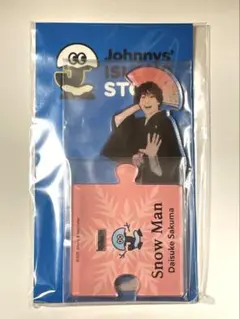 Johnnys'
ISL
STO
Snow Man
Daisuke Sakuma